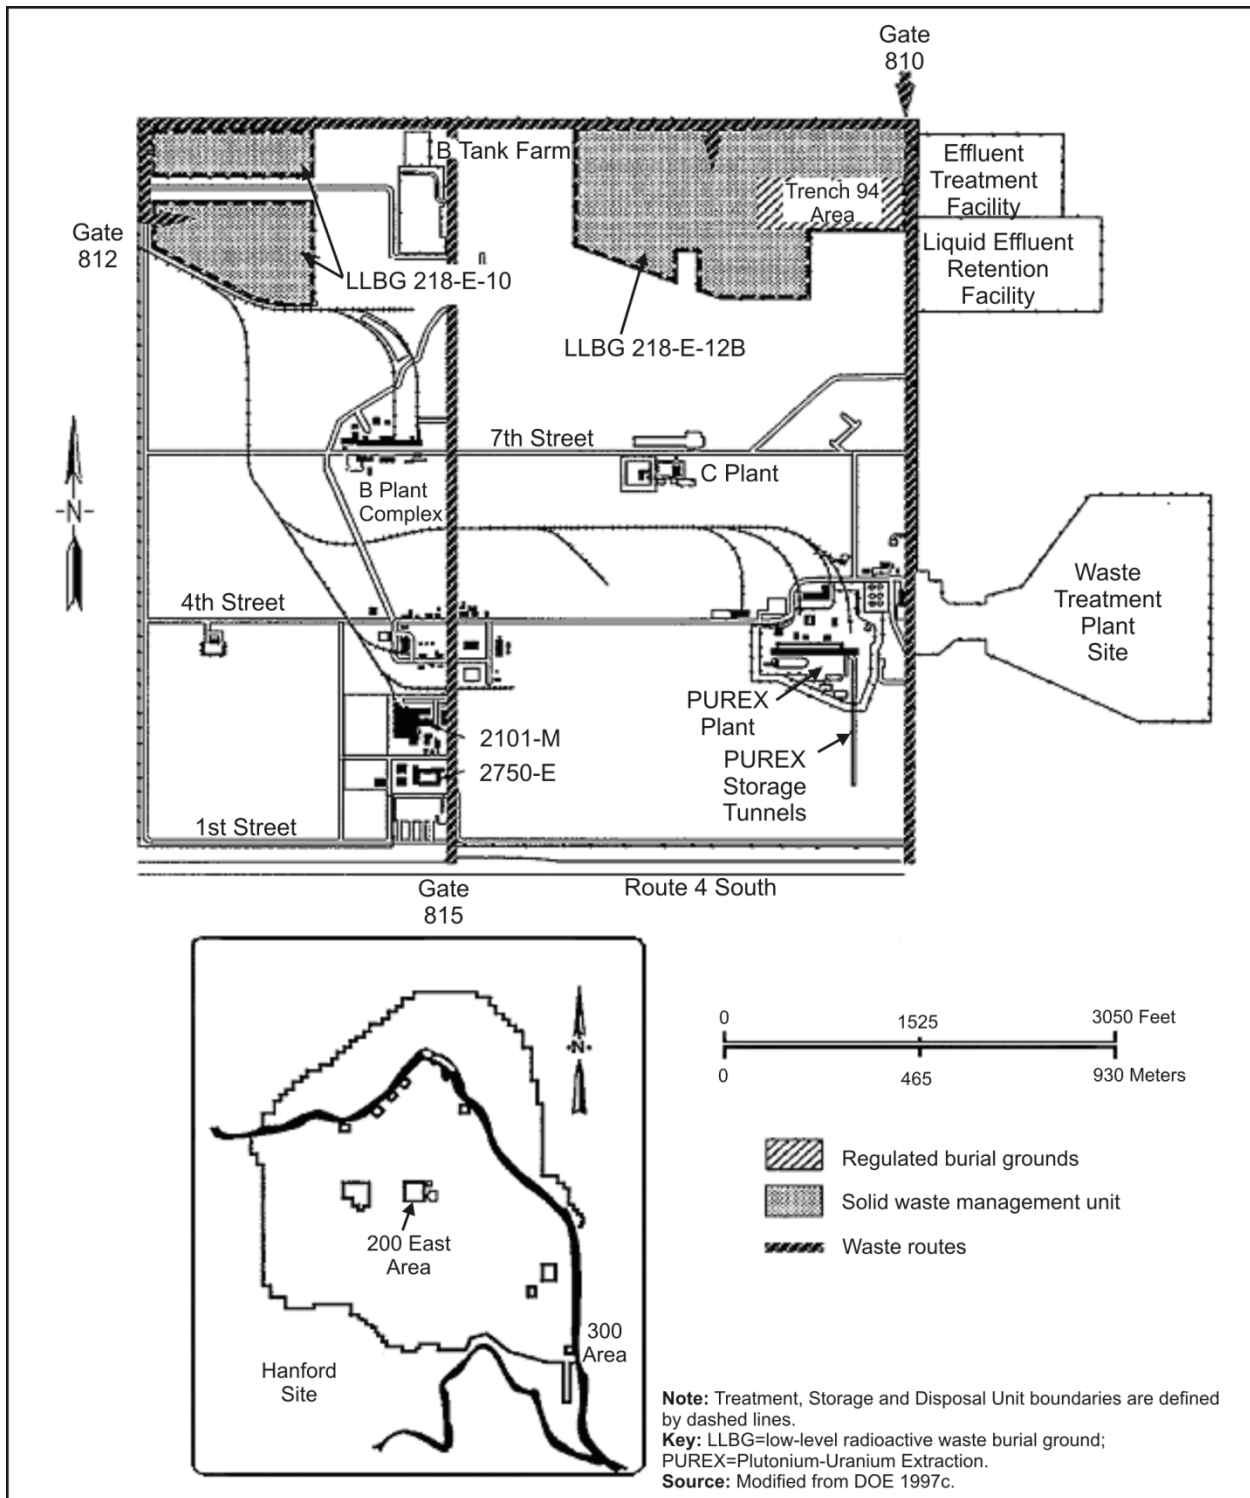 Gate
810
B Tank Farm
Effluent
Treatment
Facility
Trench 94
Area
Gate
812
Liquid Effluent
Retention
Facility
LLBG 218-E-10
LLBG 218-E-12B
7th Street
C Plant
B Plant
Complex
-N-
Waste
Treatment
Plant
Site
4th Street
PUREX
Plant
2101-M
2750-E
PUREX
Storage
Tunnels
1st Street
Gate
815
Route 4 South
N
200 East
Area
300
Area
Hanford
Site
0
1525
3050 Feet
0
465
930 Meters
Regulated burial grounds
Solid waste management unit
Waste routes
Note: Treatment, Storage and Disposal Unit boundaries are defined
by dashed lines.
Key: LLBG=low-level radioactive waste burial ground;
PUREX=Plutonium-Uranium Extraction.
Source: Modified from DOE 1997c.